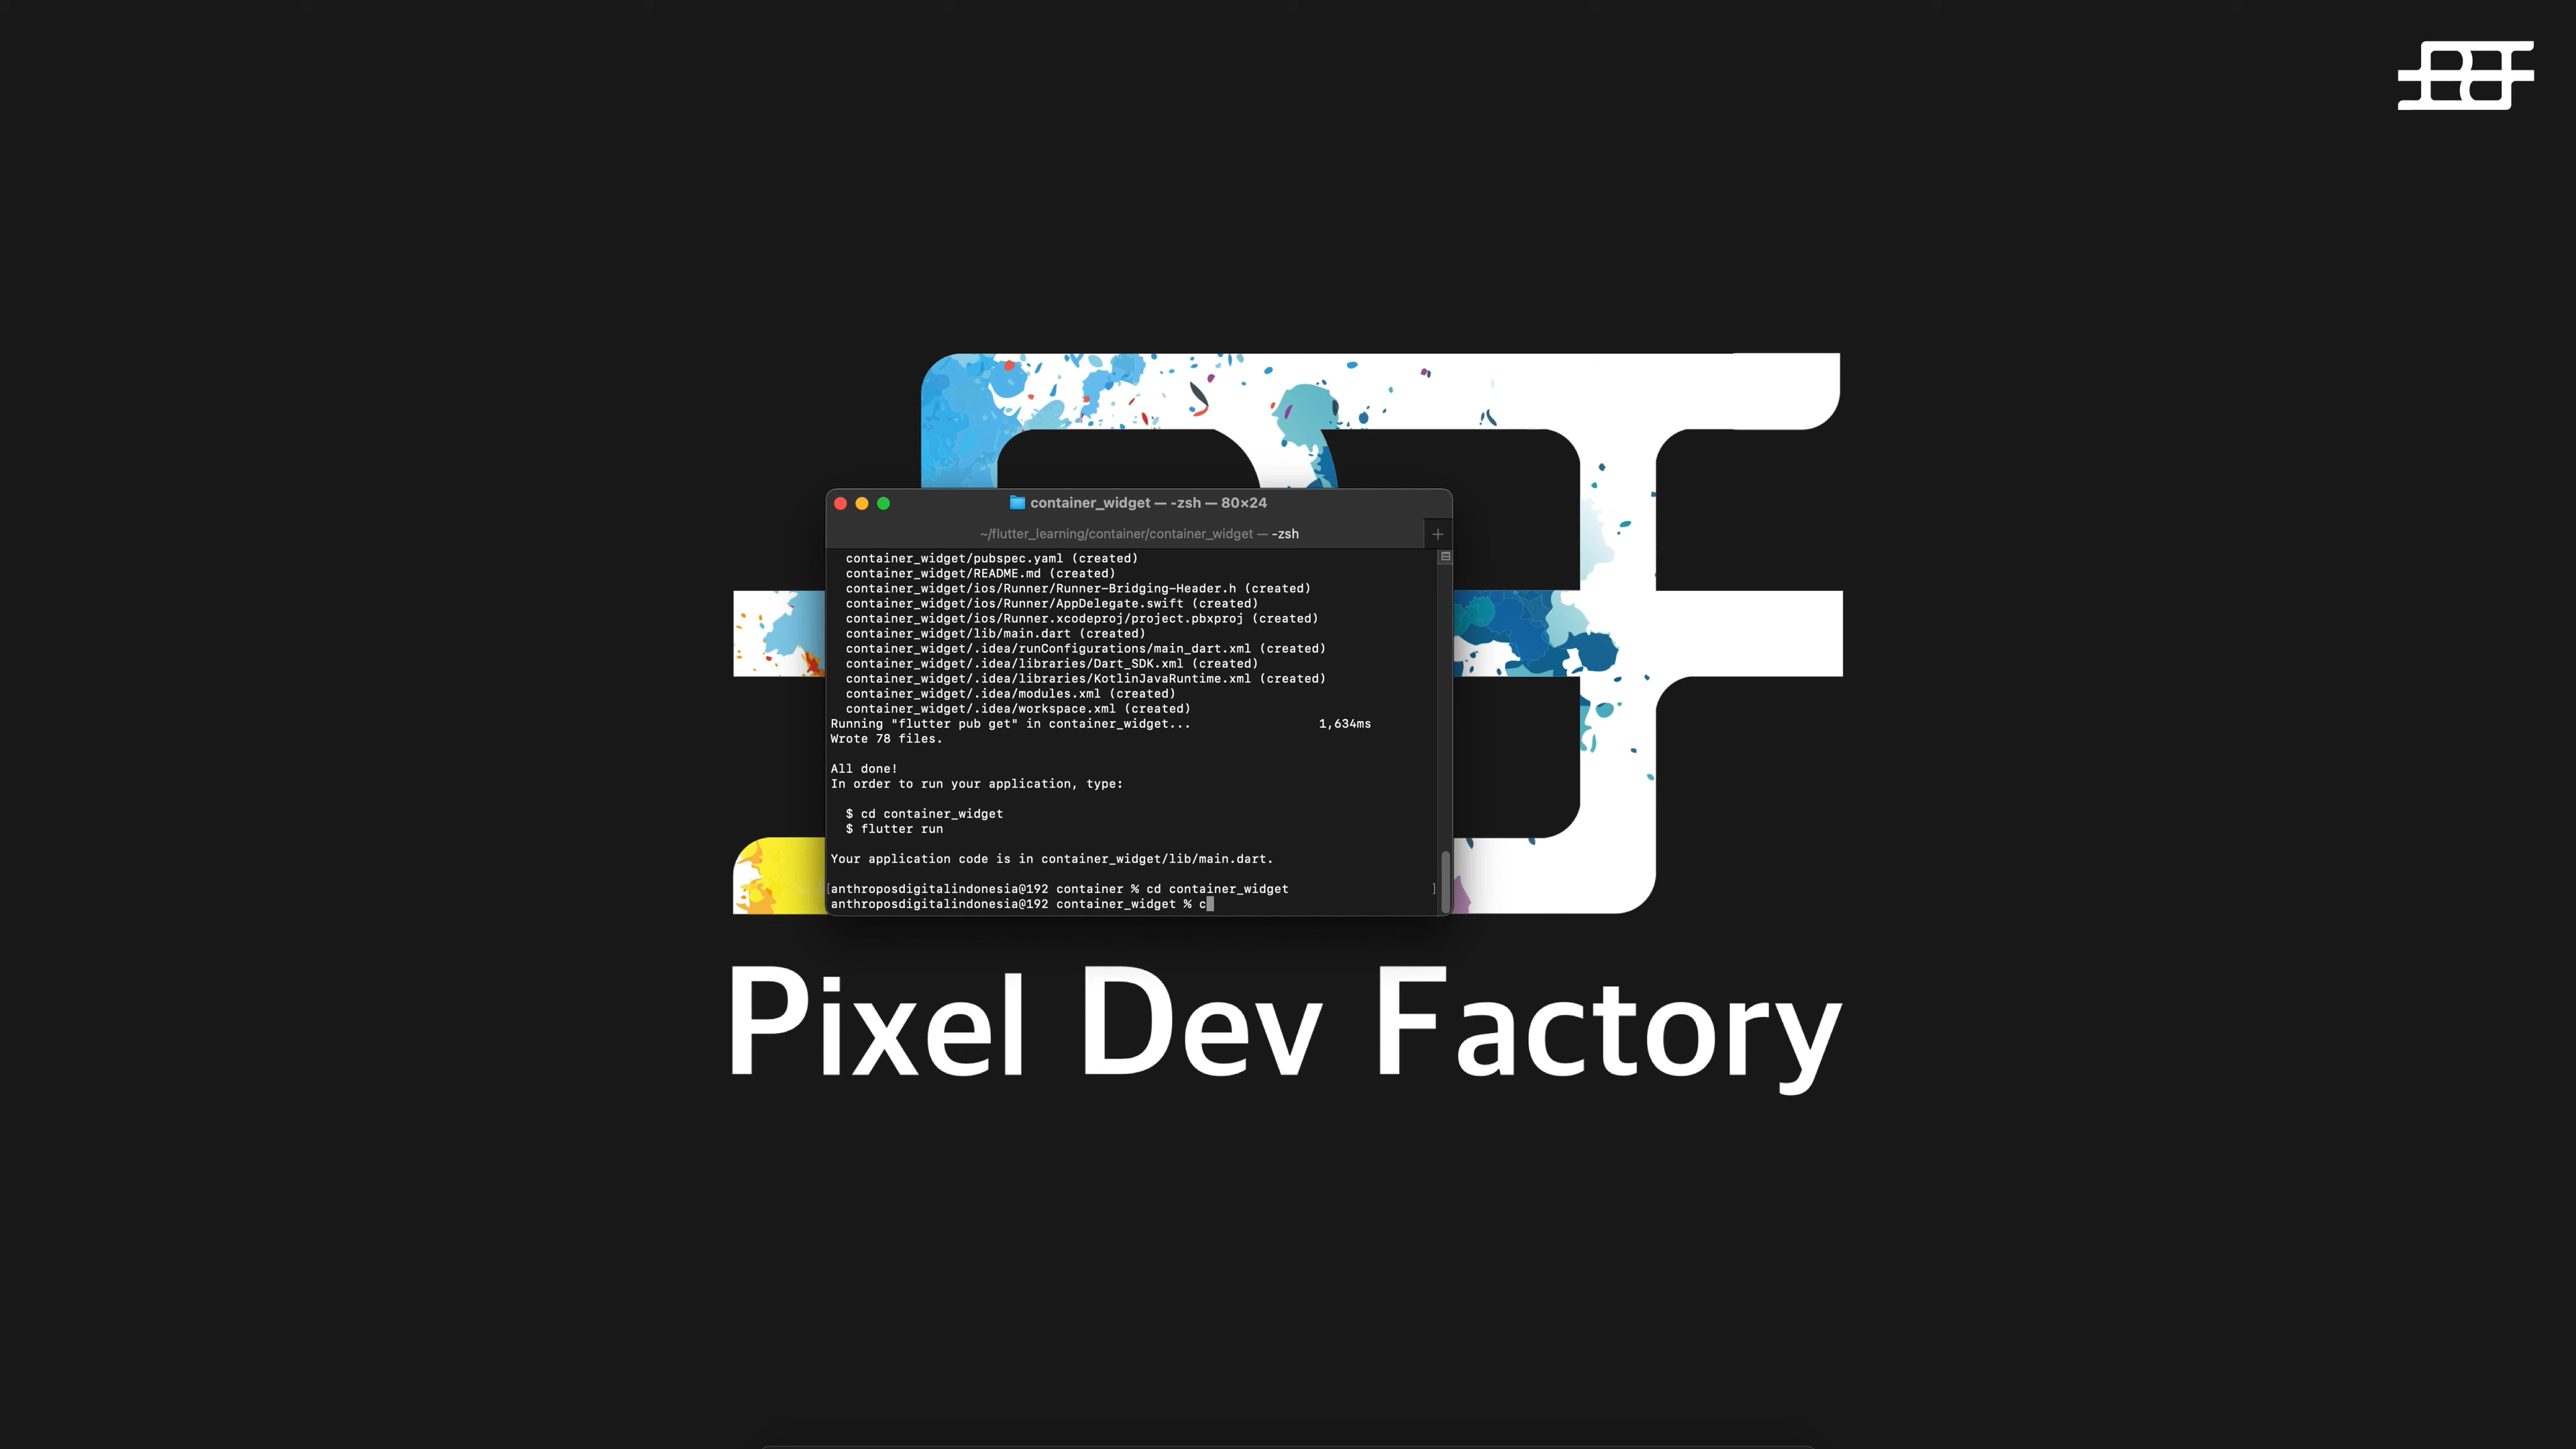 container_widget — -zsh — 80×24
~/flutter_learning/container/container_widget — -zsh
container_widget/pubspec.yaml (created)
container_widget/README.md (created)
container_widget/ios/Runner/Runner-Bridging-Header.h (created)
container_widget/ios/Runner/AppDelegate.swift (created)
container_widget/ios/Runner.xcodeproj/project.pbxproj (created)
container_widget/lib/main.dart (created)
container_widget/.idea/runConfigurations/main_dart.xml (created)
container_widget/.idea/libraries/Dart_SDK.xml (created)
container_widget/.idea/libraries/KotlinJavaRuntime.xml (created)
container_widget/.idea/modules.xml (created)
container_widget/.idea/workspace.xml (created)
Running "flutter pub get" in container_widget... 1,634ms
Wrote 78 files.
All done!
In order to run your application, type:
$ cd container_widget
$ flutter run
Your application code is in container_widget/lib/main.dart.
[anthroposdigitalindonesia@192 container % cd container_widget ]
anthroposdigitalindonesia@192 container_widget % c
Pixel Dev Factory